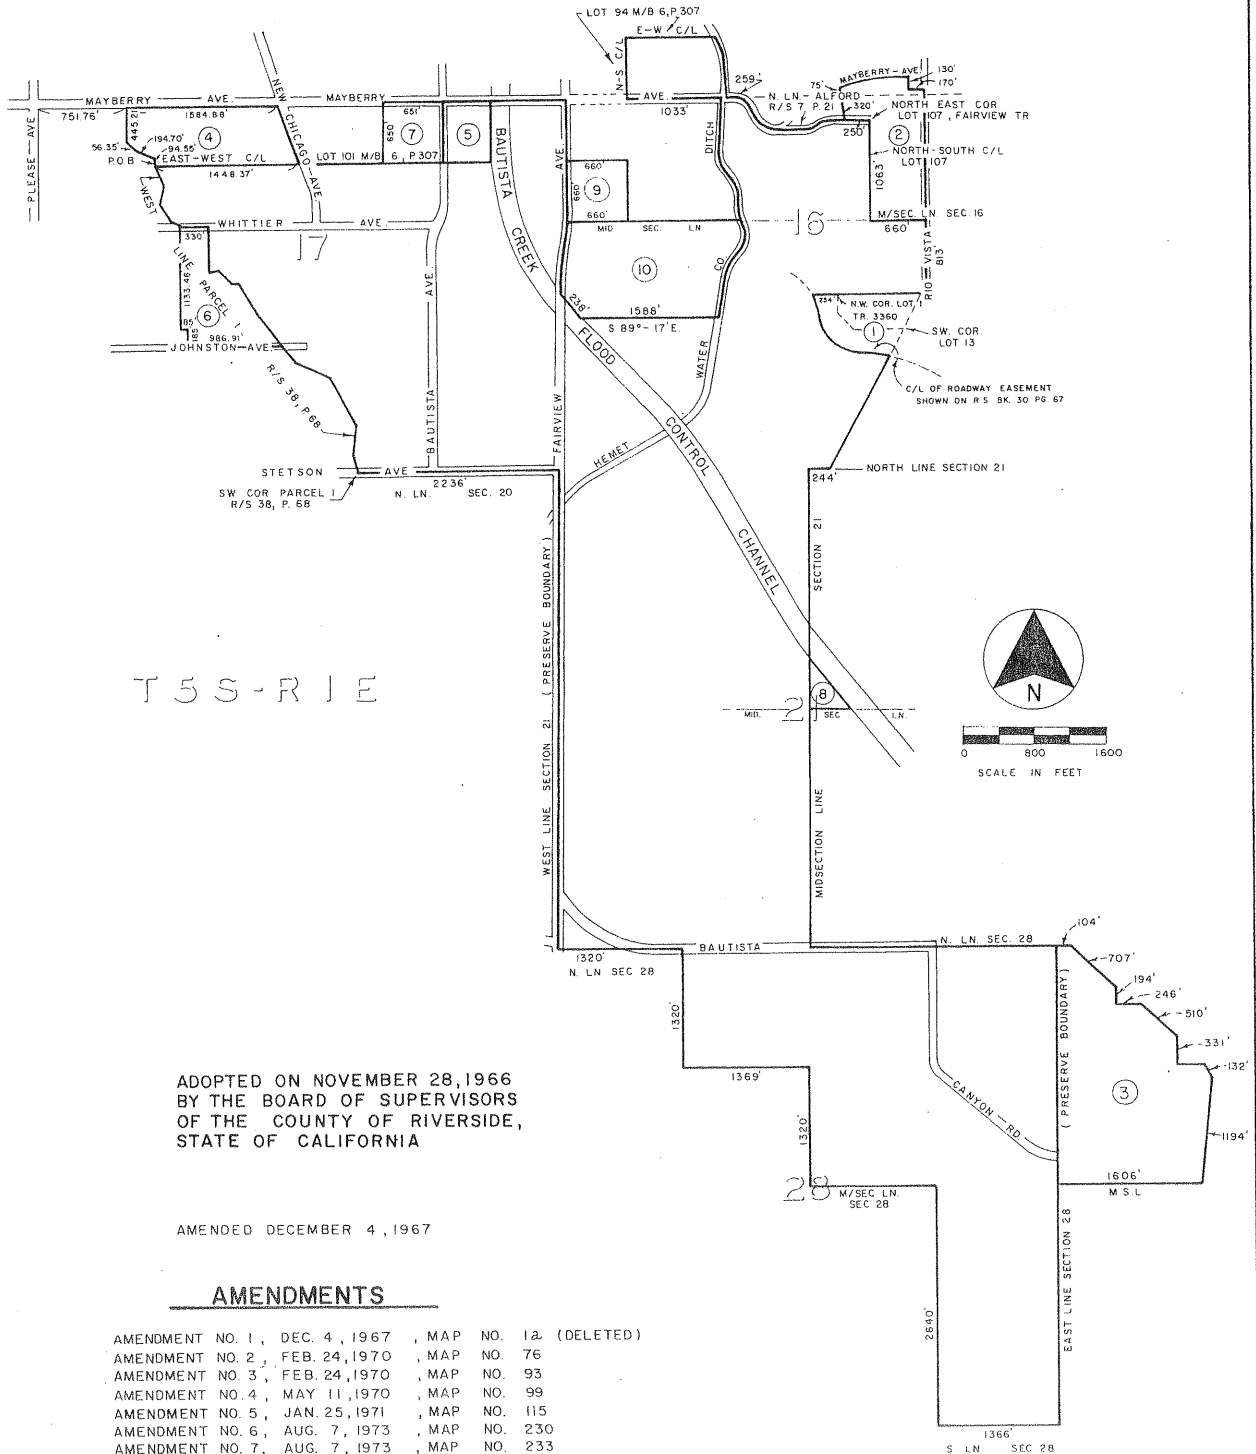 LOT 94 M/B 6, P.307
E-W C/L
N-S C/L
MAYBERRY AVE.
130'
170'
75'
259'
N. LN. ALFORD
R/S 7 P. 21
320'
250'
NORTH EAST COR
LOT 107, FAIRVIEW TR
MAYBERRY AVE.
NEW CHICAGO AVE.
MAYBERRY
AVE.
1033'
751.76'
1584.88'
445.21
4
194.70'
94.55'
56.35'
P.O B
EAST-WEST C/L
1448.37'
650'
651'
7
5
LOT 101 M/B 6, P.307
PLEASE AVE
WEST
LINE PARCEL 1
BAUTISTA CREEK
FLOOD CONTROL CHANNEL
AVE.
DITCH
2
NORTH-SOUTH C/L
LOT 107
1063'
660'
660
9
660'
MID SEC. LN
16
M/SEC. LN SEC. 16
660'
WHITTIER AVE.
17
330'
1133.46'
6
85'
185'
986.91'
JOHNSTON AVE.
R/S 38, P. 68
BAUTISTA AVE.
FAIRVIEW
10
238'
1588'
S 89°-17' E.
CO.
WATER
HEMET
RIO VISTA
813'
254'
N.W. COR. LOT 1
TR. 3360
1
SW. COR.
LOT 13
C/L OF ROADWAY EASEMENT
SHOWN ON R S BK. 30 PG. 67
STETSON AVE
2236'
N. LN. SEC. 20
SW COR PARCEL 1
R/S 38, P. 68
NORTH LINE SECTION 21
244'
SECTION 21
MIDSECTION LINE
WEST LINE SECTION 21 (PRESERVE BOUNDARY)
T5S-R1E
8
MID. SEC LN.
21
N
0 800 1600
SCALE IN FEET
BAUTISTA
N. LN. SEC. 28
1320'
N. LN SEC 28
1320'
1369'
1320'
28
M/SEC LN.
SEC 28
CANYON RD.
(PRESERVE BOUNDARY)
EAST LINE SECTION 28
104'
707'
194'
246'
510'
331'
132'
3
1194'
1606'
M.S.L
2640'
1366'
S LN SEC 28
ADOPTED ON NOVEMBER 28,1966
BY THE BOARD OF SUPERVISORS
OF THE COUNTY OF RIVERSIDE,
STATE OF CALIFORNIA
AMENDED DECEMBER 4,1967
AMENDMENTS
AMENDMENT NO. 1, DEC. 4, 1967, MAP NO. 1a (DELETED)
AMENDMENT NO. 2, FEB. 24,1970, MAP NO. 76
AMENDMENT NO. 3, FEB. 24,1970, MAP NO. 93
AMENDMENT NO. 4, MAY 11,1970, MAP NO. 99
AMENDMENT NO. 5, JAN. 25,1971, MAP NO. 115
AMENDMENT NO. 6, AUG. 7, 1973, MAP NO. 230
AMENDMENT NO. 7, AUG. 7, 1973, MAP NO. 233